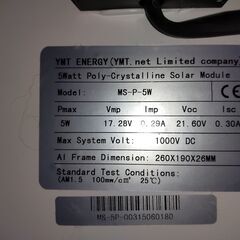 YMT ENERGY(YMT.net Limited company)
5Watt Poly-Crystalline Solar Module
Model: MS-P-5W CE
Pmax Vmp Imp Voc Isc
5W 17.28V 0.29A 21.60V 0.30A
Max System Volt: 1000V DC
Al Frame Dimension: 260X190X26MM
Standard Test Conditions:
(AM1.5 100mw/cm² 25℃)
MS-5P-00315060180